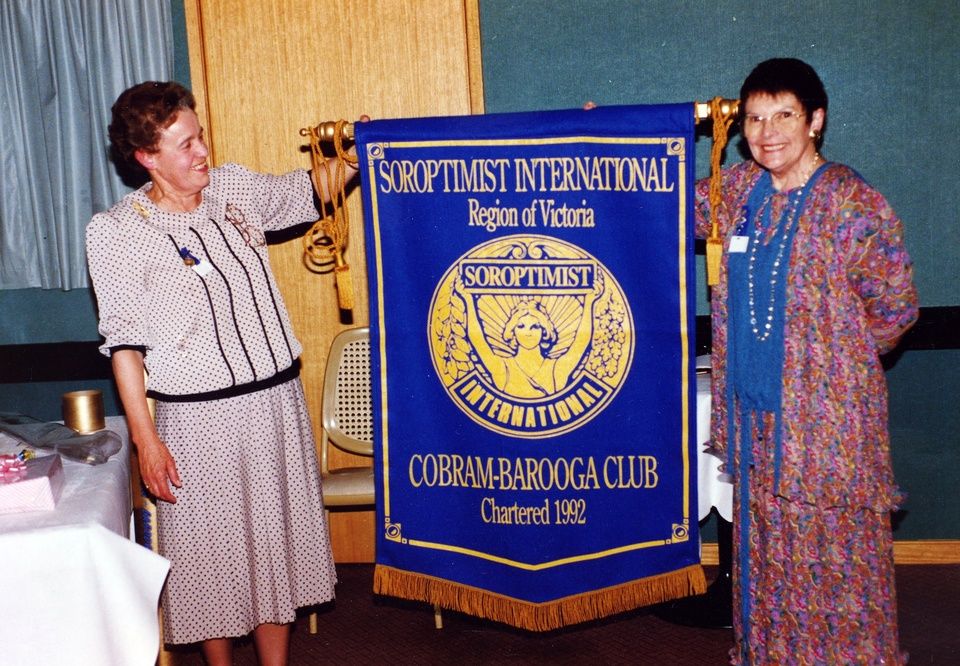 SOROPTIMIST INTERNATIONAL
Region of Victoria
SOROPTIMIST
INTERNATIONAL
COBRAM-BAROOGA CLUB
Chartered 1992